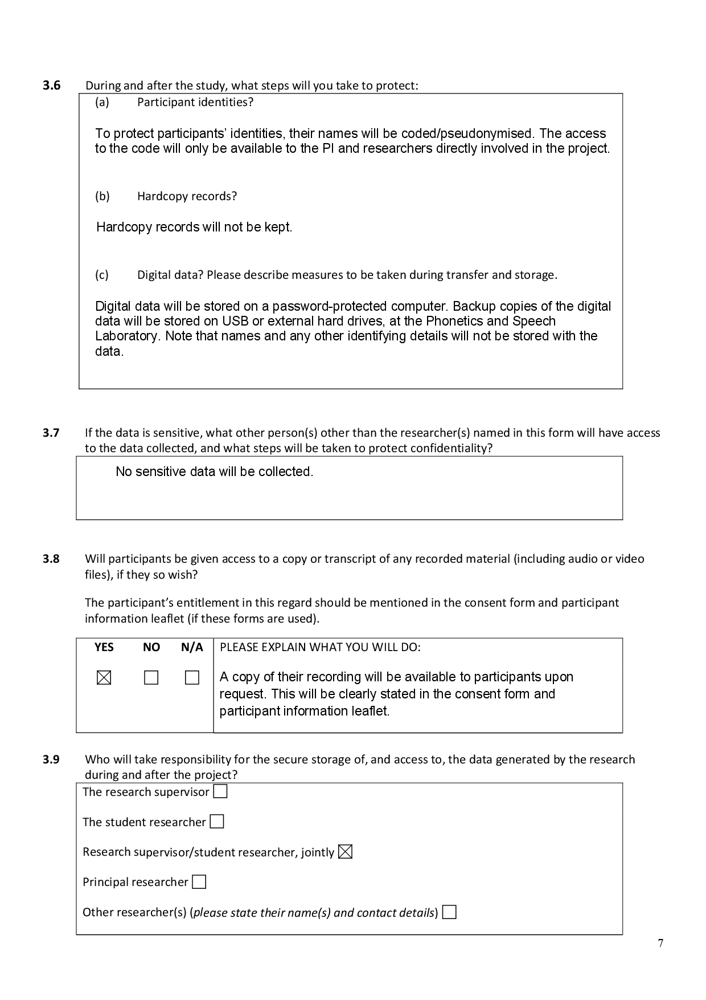 3.6 During and after the study, what steps will you take to protect:
(a) Participant identities?
To protect participants’ identities, their names will be coded/pseudonymised. The access
to the code will only be available to the PI and researchers directly involved in the project.
(b) Hardcopy records?
Hardcopy records will not be kept.
(c) Digital data? Please describe measures to be taken during transfer and storage.
Digital data will be stored on a password-protected computer. Backup copies of the digital
data will be stored on USB or external hard drives, at the Phonetics and Speech
Laboratory. Note that names and any other identifying details will not be stored with the
data.
3.7 If the data is sensitive, what other person(s) other than the researcher(s) named in this form will have access
to the data collected, and what steps will be taken to protect confidentiality?
No sensitive data will be collected.
3.8 Will participants be given access to a copy or transcript of any recorded material (including audio or video
files), if they so wish?
The participant’s entitlement in this regard should be mentioned in the consent form and participant
information leaflet (if these forms are used).
YES NO N/A PLEASE EXPLAIN WHAT YOU WILL DO:
☒ ☐ ☐ A copy of their recording will be available to participants upon
request. This will be clearly stated in the consent form and
participant information leaflet.
3.9 Who will take responsibility for the secure storage of, and access to, the data generated by the research
during and after the project?
The research supervisor ☐
The student researcher ☐
Research supervisor/student researcher, jointly ☒
Principal researcher ☐
Other researcher(s) (please state their name(s) and contact details) ☐
7